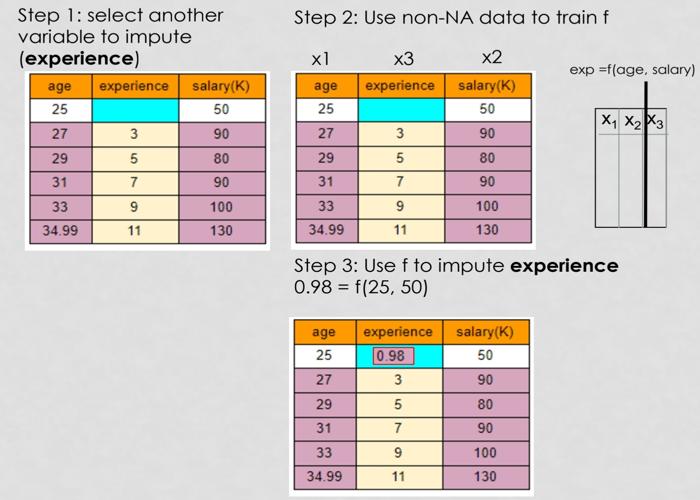 Step 1: select another
variable to impute
(experience)
age experience salary(K)
25 50
27 3 90
29 5 80
31 7 90
33 9 100
34.99 11 130
Step 2: Use non-NA data to train f
x1 x3 x2
age experience salary(K)
25 50
27 3 90
29 5 80
31 7 90
33 9 100
34.99 11 130
exp =f(age, salary)
X1 X2 X3
Step 3: Use f to impute experience
0.98 = f(25, 50)
age experience salary(K)
25 0.98 50
27 3 90
29 5 80
31 7 90
33 9 100
34.99 11 130